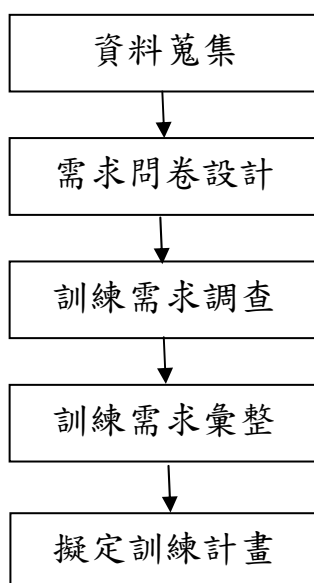 資料蒐集
需求問卷設計
訓練需求調查
訓練需求彙整
擬定訓練計畫